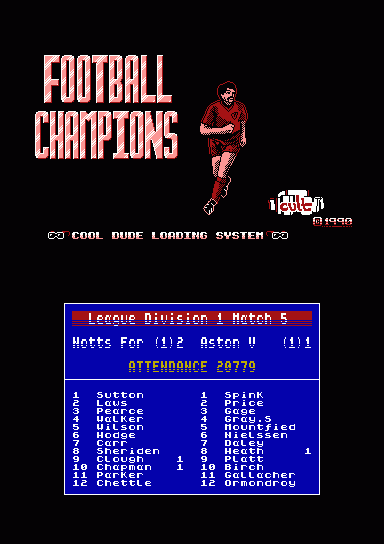 FOOTBALL
CHAMPIONS
cult
©1990
COOL DUDE LOADING SYSTEM
League Division 1 Match 5
Notts For (1)2 Aston V (1)1
ATTENDANCE 20779
1 Sutton 1 Spink
2 Laws 2 Price
3 Pearce 3 Gage
4 Walker 4 Gray.S
5 Wilson 5 Mountfied
6 Hodge 6 Nielssen
7 Carr 7 Daley
8 Sheriden 8 Heath 1
9 Clough 1 9 Platt
10 Chapman 1 10 Birch
11 Parker 11 Gallacher
12 Chettle 12 Ormondroy